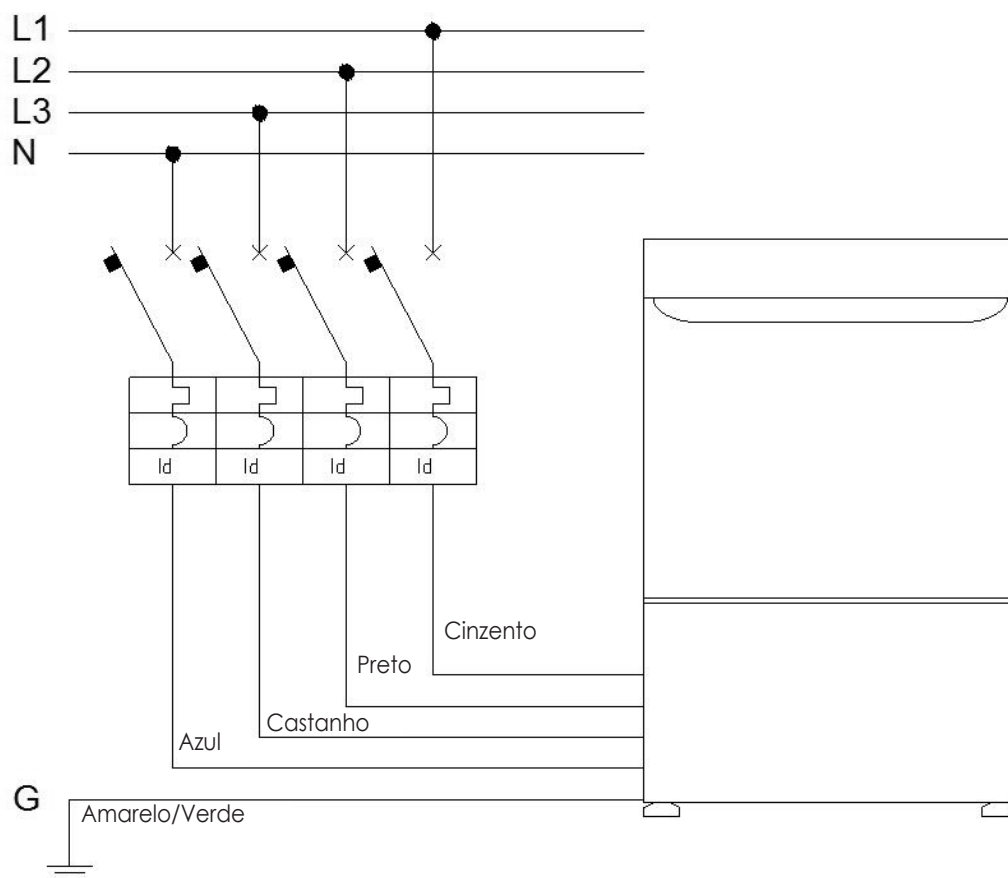 L1
L2
L3
N
Id Id Id Id
Cinzento
Preto
Castanho
Azul
G
Amarelo/Verde